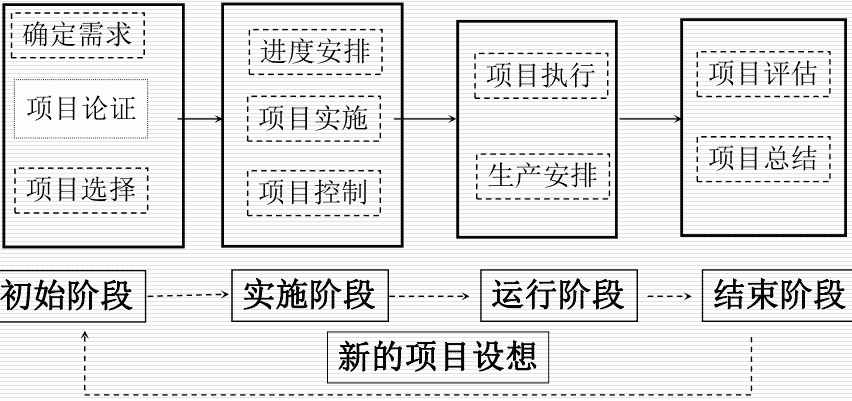 确定需求
项目论证
项目选择
进度安排
项目实施
项目控制
项目执行
生产安排
项目评估
项目总结
初始阶段
实施阶段
运行阶段
结束阶段
新的项目设想